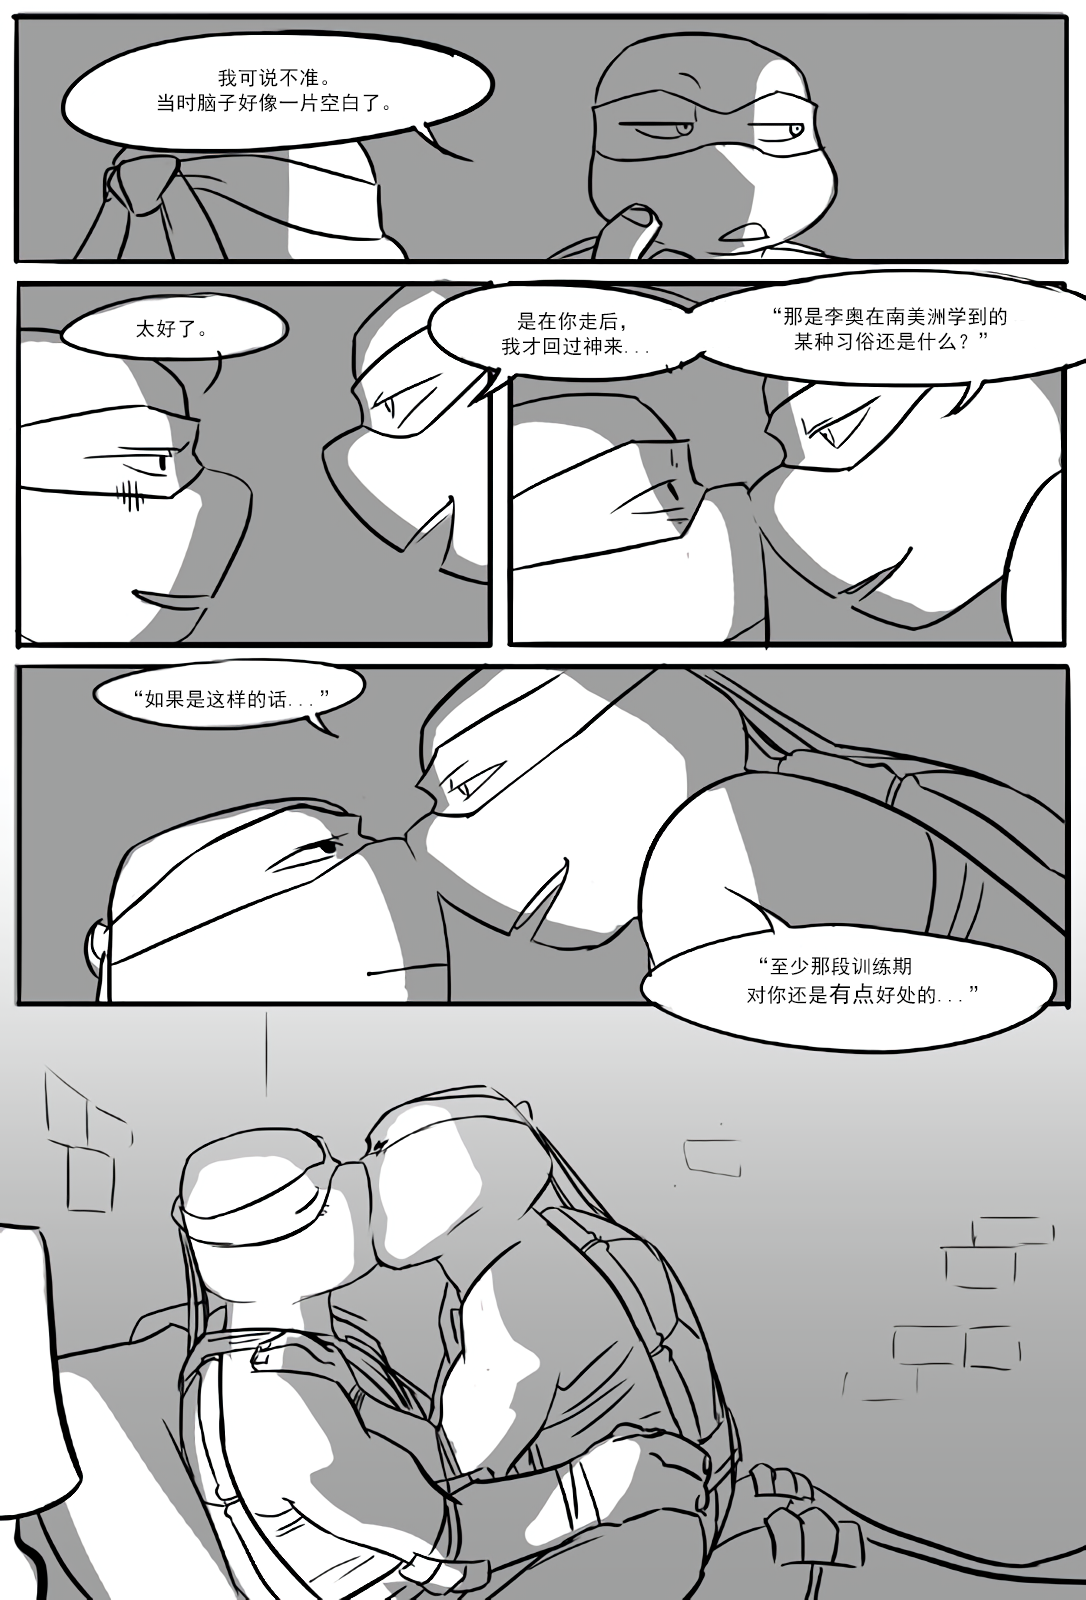 我可说不准。
当时脑子好像一片空白了。
太好了。
是在你走后，
我才回过神来...
“那是李奥在南美洲学到的
某种习俗还是什么？”
“如果是这样的话...”
“至少那段训练期
对你还是有点好处的...”